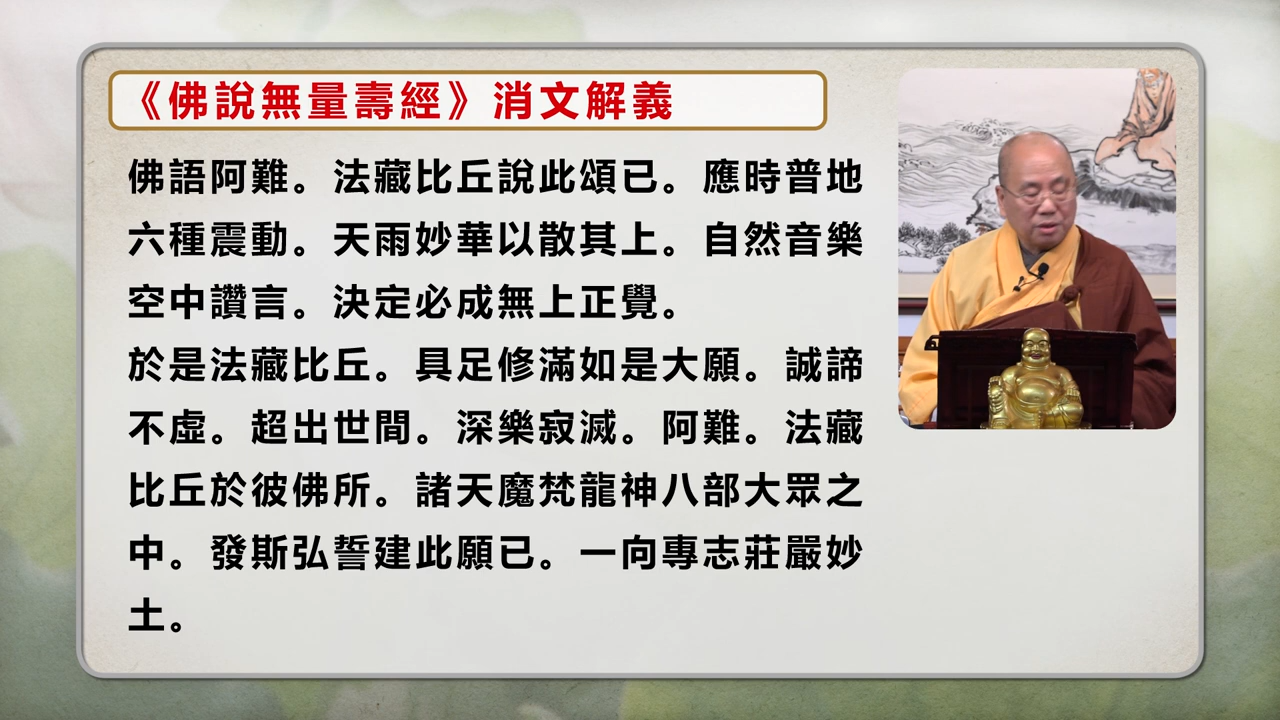 《佛說無量壽經》消文解義
佛語阿難。法藏比丘說此頌已。應時普地
六種震動。天雨妙華以散其上。自然音樂
空中讚言。決定必成無上正覺。
於是法藏比丘。具足修滿如是大願。誠諦
不虛。超出世間。深樂寂滅。阿難。法藏
比丘於彼佛所。諸天魔梵龍神八部大眾之
中。發斯弘誓建此願已。一向專志莊嚴妙
土。